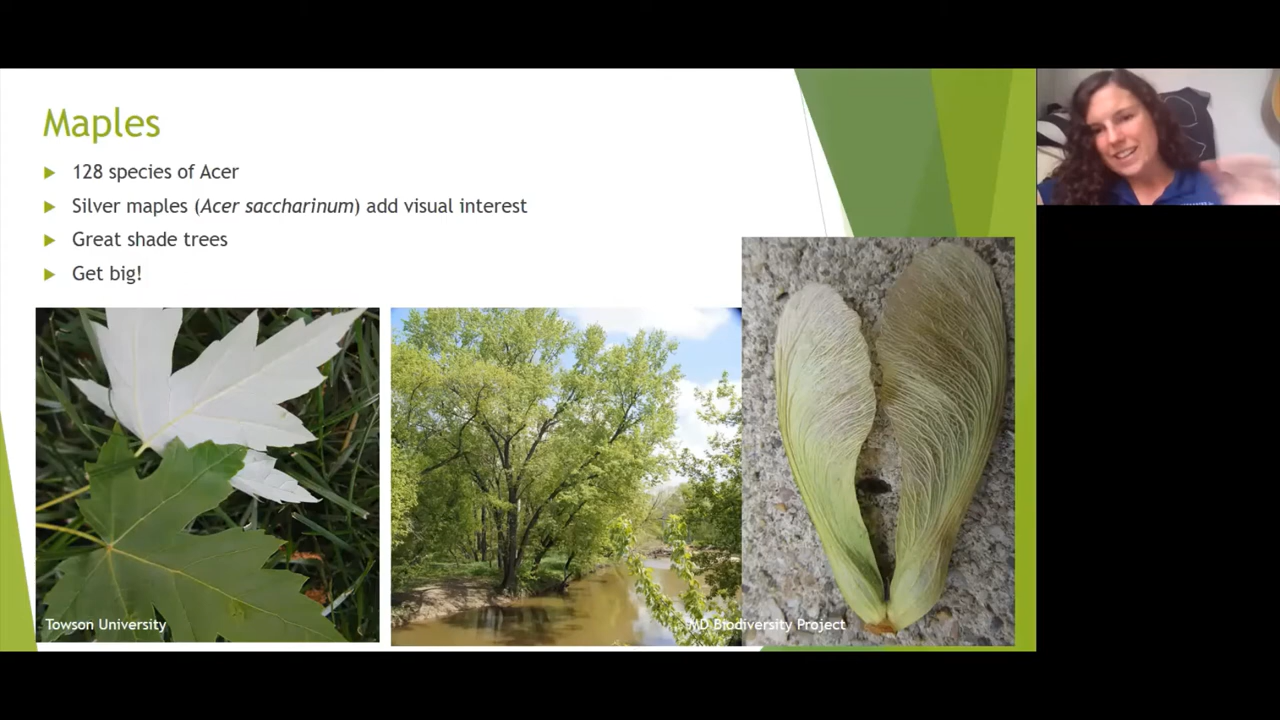 Maples
128 species of Acer
Silver maples (Acer saccharinum) add visual interest
Great shade trees
Get big!
Towson University
MD Biodiversity Project